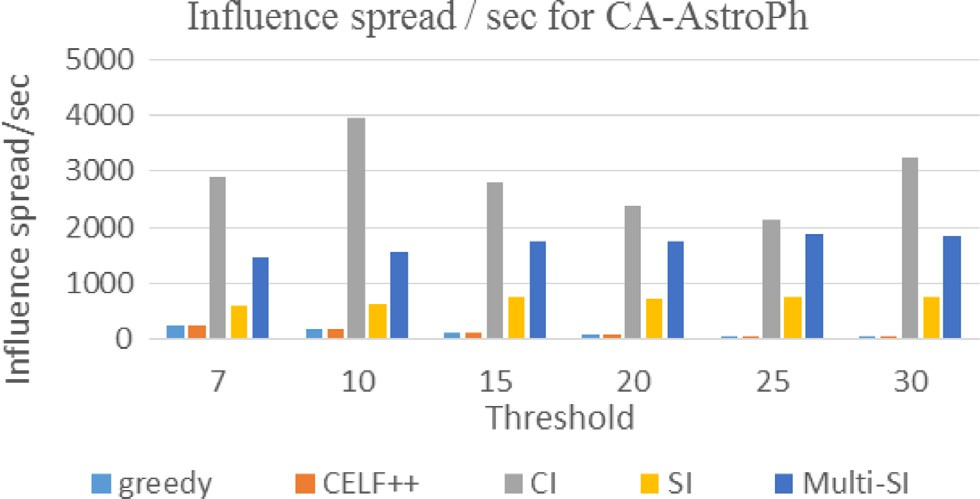 Influence spread / sec for CA-AstroPh
Influence spread/sec
5000
4000
3000
2000
1000
0
7 10 15 20 25 30
Threshold
greedy CELF++ CI SI Multi-SI